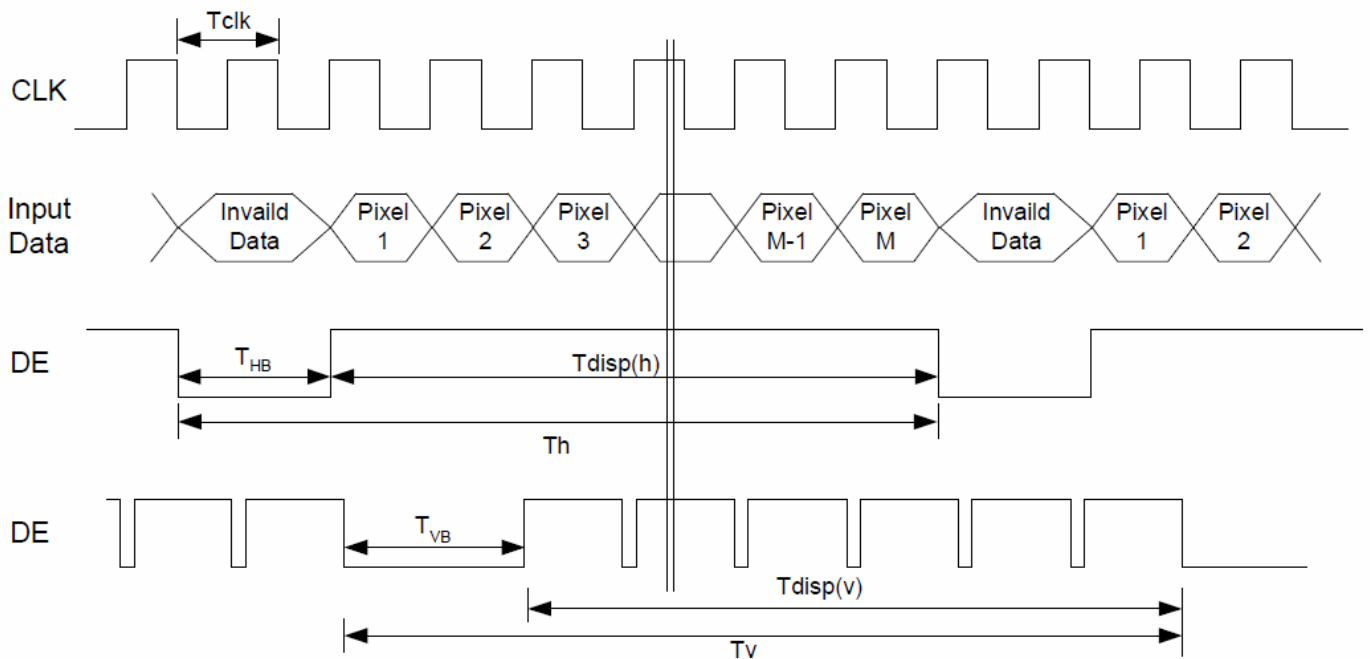 Tclk
CLK
Input
Data
Invaild
Data
Pixel
1
Pixel
2
Pixel
3
Pixel
M-1
Pixel
M
Invaild
Data
Pixel
1
Pixel
2
DE
THB
Tdisp(h)
Th
DE
TVB
Tdisp(v)
Tv